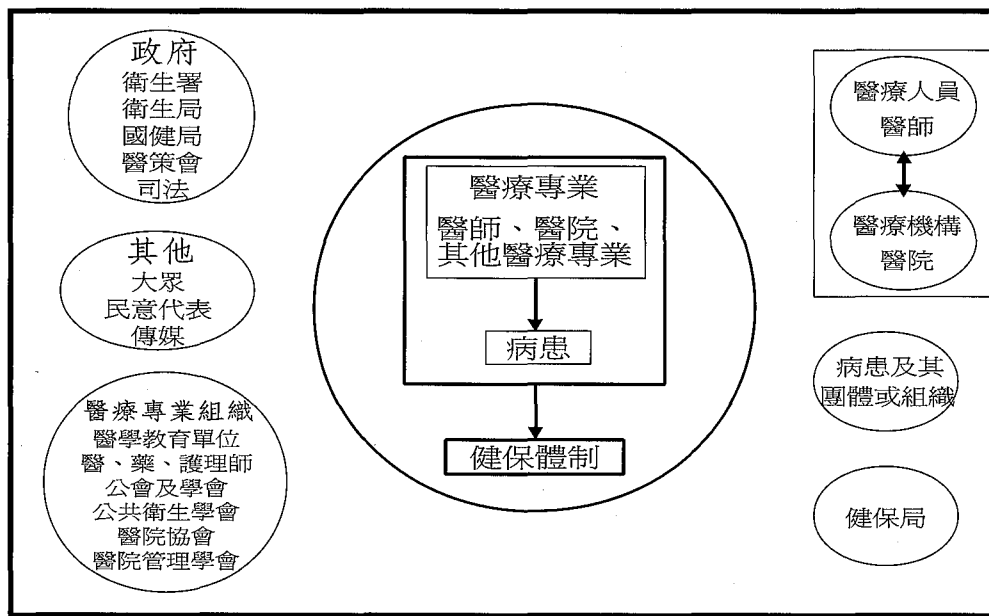 政府
衛生署
衛生局
國健局
醫策會
司法
其他
大眾
民意代表
傳媒
醫療專業組織
醫學教育單位
醫、藥、護理師
公會及學會
公共衛生學會
醫院協會
醫院管理學會
醫療專業
醫師、醫院、
其他醫療專業
病患
健保體制
醫療人員
醫師
醫療機構
醫院
病患及其
團體或組織
健保局